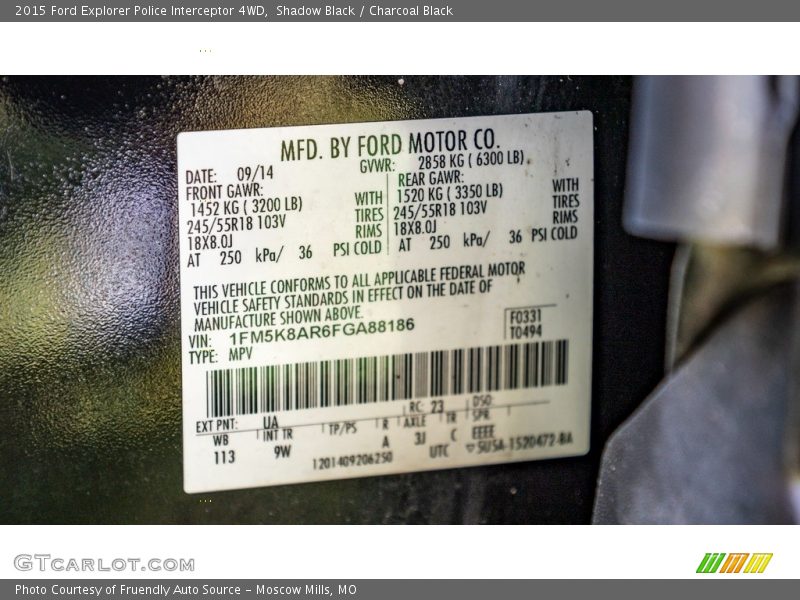 2015 Ford Explorer Police Interceptor 4WD,  Shadow Black / Charcoal Black
MFD. BY FORD MOTOR CO.
DATE: 09/14 GVWR: 2858 KG ( 6300 LB)
FRONT GAWR: REAR GAWR:
1452 KG ( 3200 LB) WITH 1520 KG ( 3350 LB) WITH
245/55R18 103V TIRES 245/55R18 103V TIRES
18X8.0J RIMS 18X8.0J RIMS
AT 250 kPa/ 36 PSI COLD AT 250 kPa/ 36 PSI COLD
THIS VEHICLE CONFORMS TO ALL APPLICABLE FEDERAL MOTOR
VEHICLE SAFETY STANDARDS IN EFFECT ON THE DATE OF
MANUFACTURE SHOWN ABOVE.
VIN: 1FM5K8AR6FGA88186 F0331
TYPE: MPV T0494
EXT PNT: UA RC: 23 DSO:
WB INT TR TP/PS R AXLE TR SPR
113 9W A 3J C EEEE
1201409206250 UTC ▽SU5A-1520472-BA
GTCARLOT.COM
Photo Courtesy of Fruendly Auto Source - Moscow Mills, MO